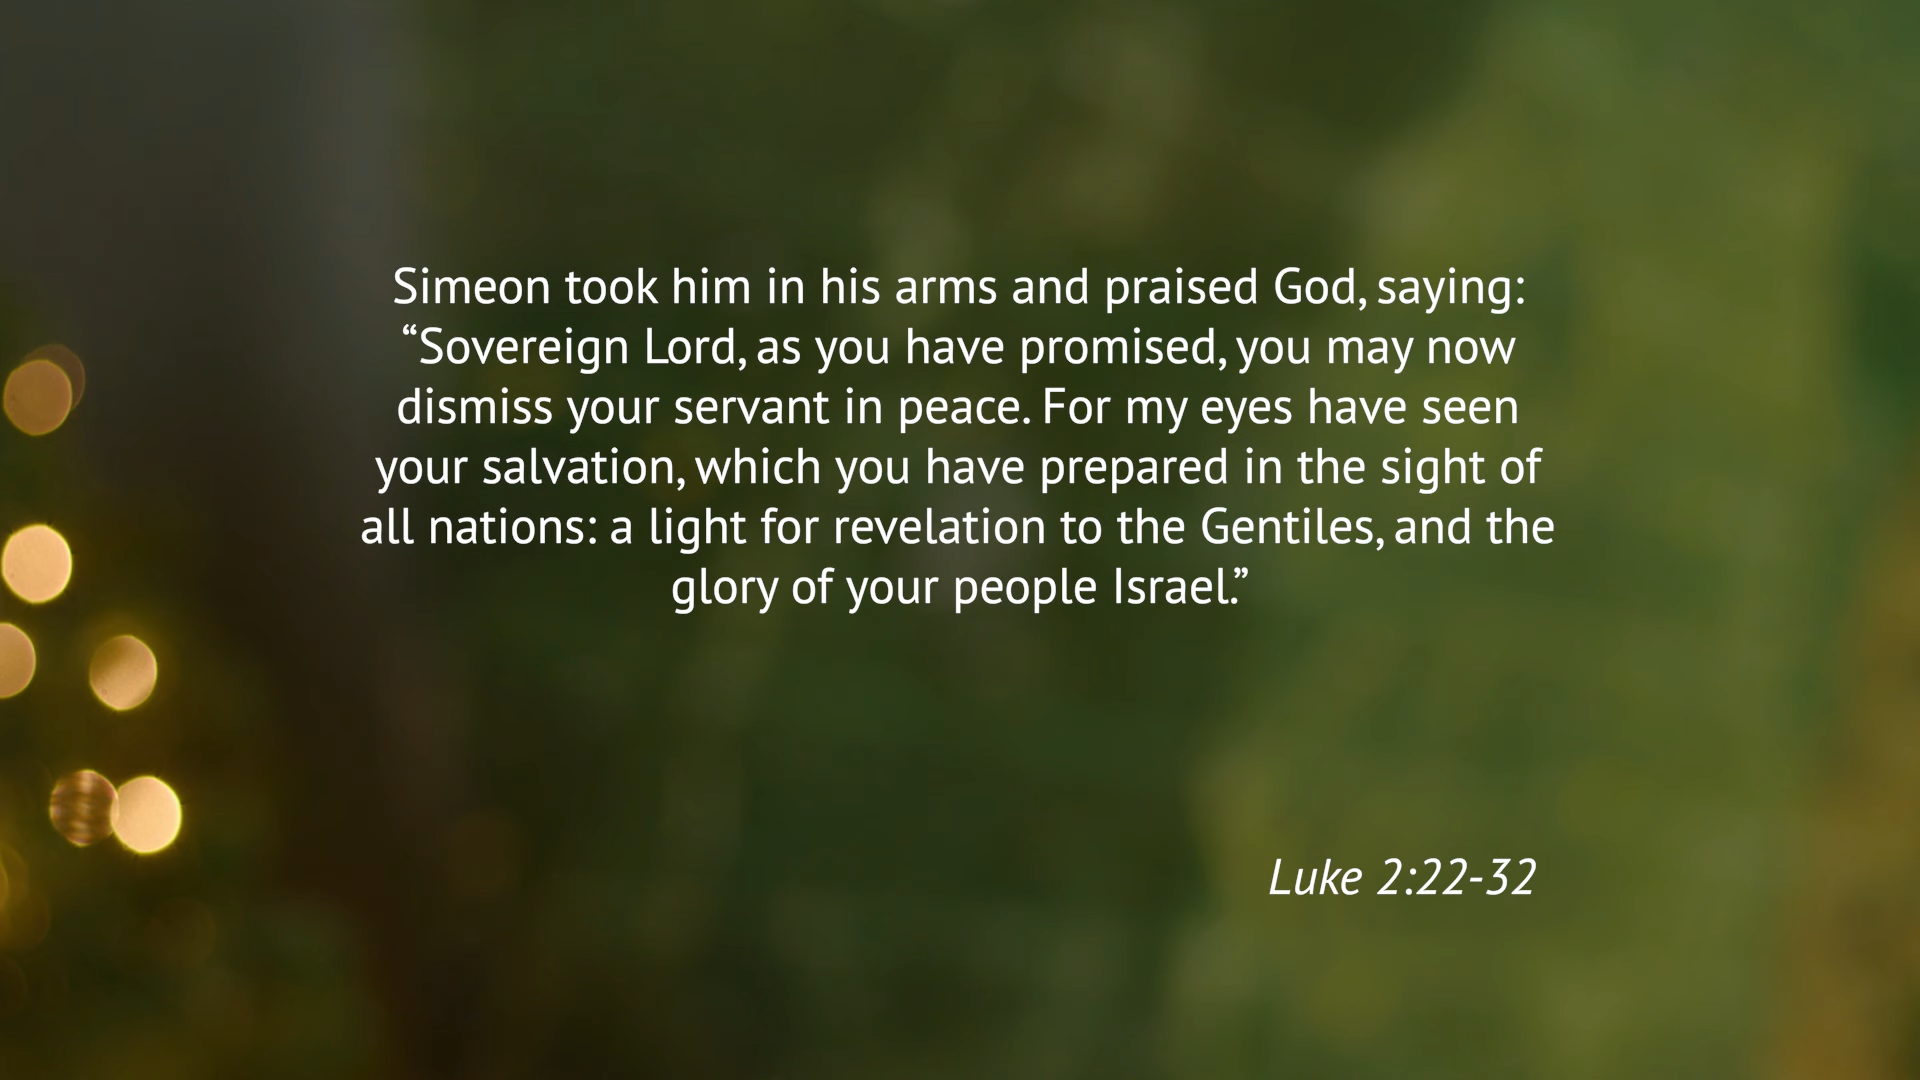 Simeon took him in his arms and praised God, saying:
“Sovereign Lord, as you have promised, you may now
dismiss your servant in peace. For my eyes have seen
your salvation, which you have prepared in the sight of
all nations: a light for revelation to the Gentiles, and the
glory of your people Israel.”
Luke 2:22-32